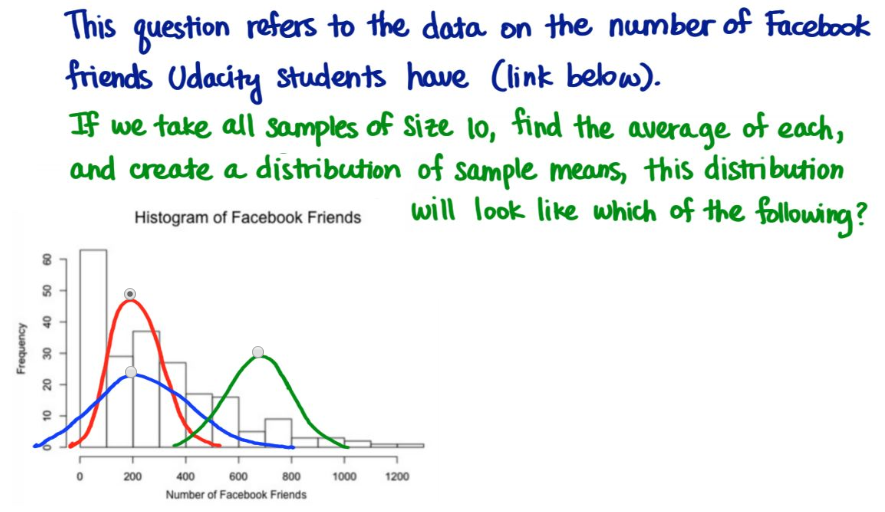 This question refers to the data on the number of Facebook
friends Udacity students have (link below).
If we take all samples of size 10, find the average of each,
and create a distribution of sample means, this distribution
will look like which of the following?
Histogram of Facebook Friends
Frequency
60
50
40
30
20
10
0
0 200 400 600 800 1000 1200
Number of Facebook Friends